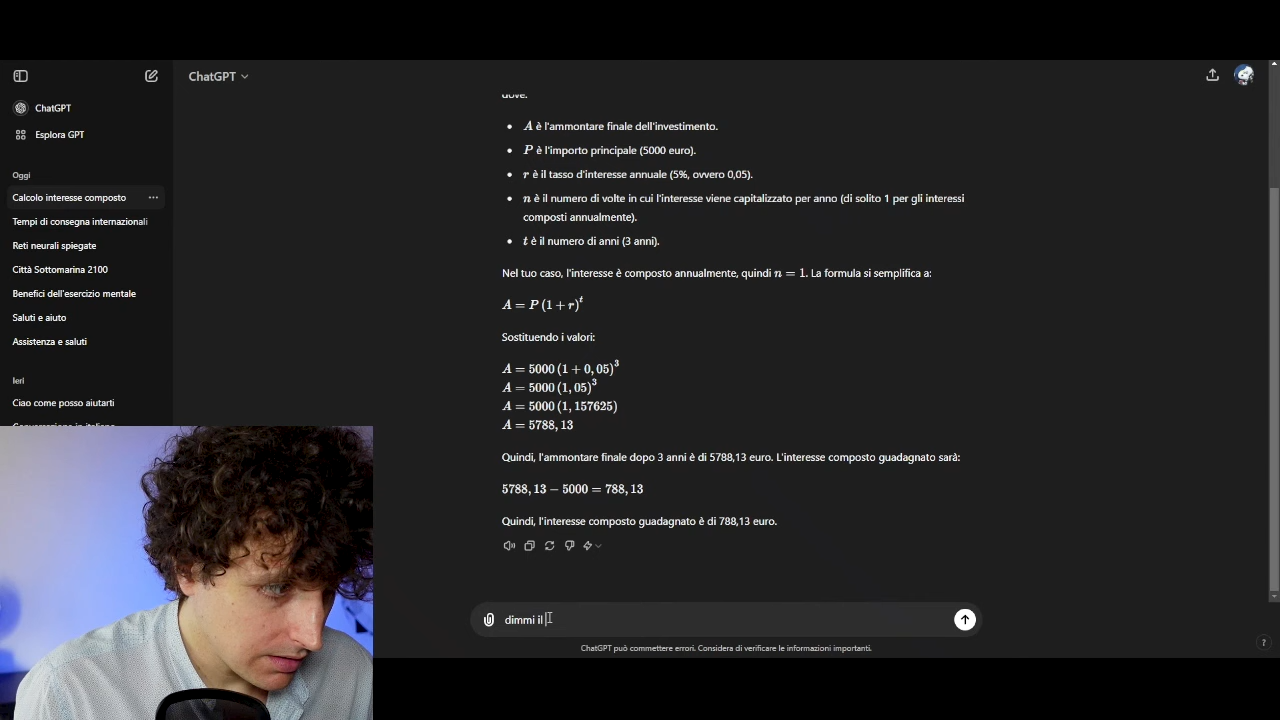 ChatGPT
ChatGPT
Esplora GPT
Oggi
Calcolo interesse composto
Tempi di consegna internazionali
Reti neurali spiegate
Città Sottomarina 2100
Benefici dell'esercizio mentale
Saluti e aiuto
Assistenza e saluti
Ieri
Ciao come posso aiutarti
dove:
A è l'ammontare finale dell'investimento.
P è l'importo principale (5000 euro).
r è il tasso d'interesse annuale (5%, ovvero 0,05).
n è il numero di volte in cui l'interesse viene capitalizzato per anno (di solito 1 per gli interessi
composti annualmente).
t è il numero di anni (3 anni).
Nel tuo caso, l'interesse è composto annualmente, quindi n = 1. La formula si semplifica a:
A = P (1 + r)^t
Sostituendo i valori:
A = 5000 (1 + 0, 05)^3
A = 5000 (1, 05)^3
A = 5000 (1, 157625)
A = 5788, 13
Quindi, l'ammontare finale dopo 3 anni è di 5788,13 euro. L'interesse composto guadagnato sarà:
5788, 13 − 5000 = 788, 13
Quindi, l'interesse composto guadagnato è di 788,13 euro.
dimmi il
ChatGPT può commettere errori. Considera di verificare le informazioni importanti.
?